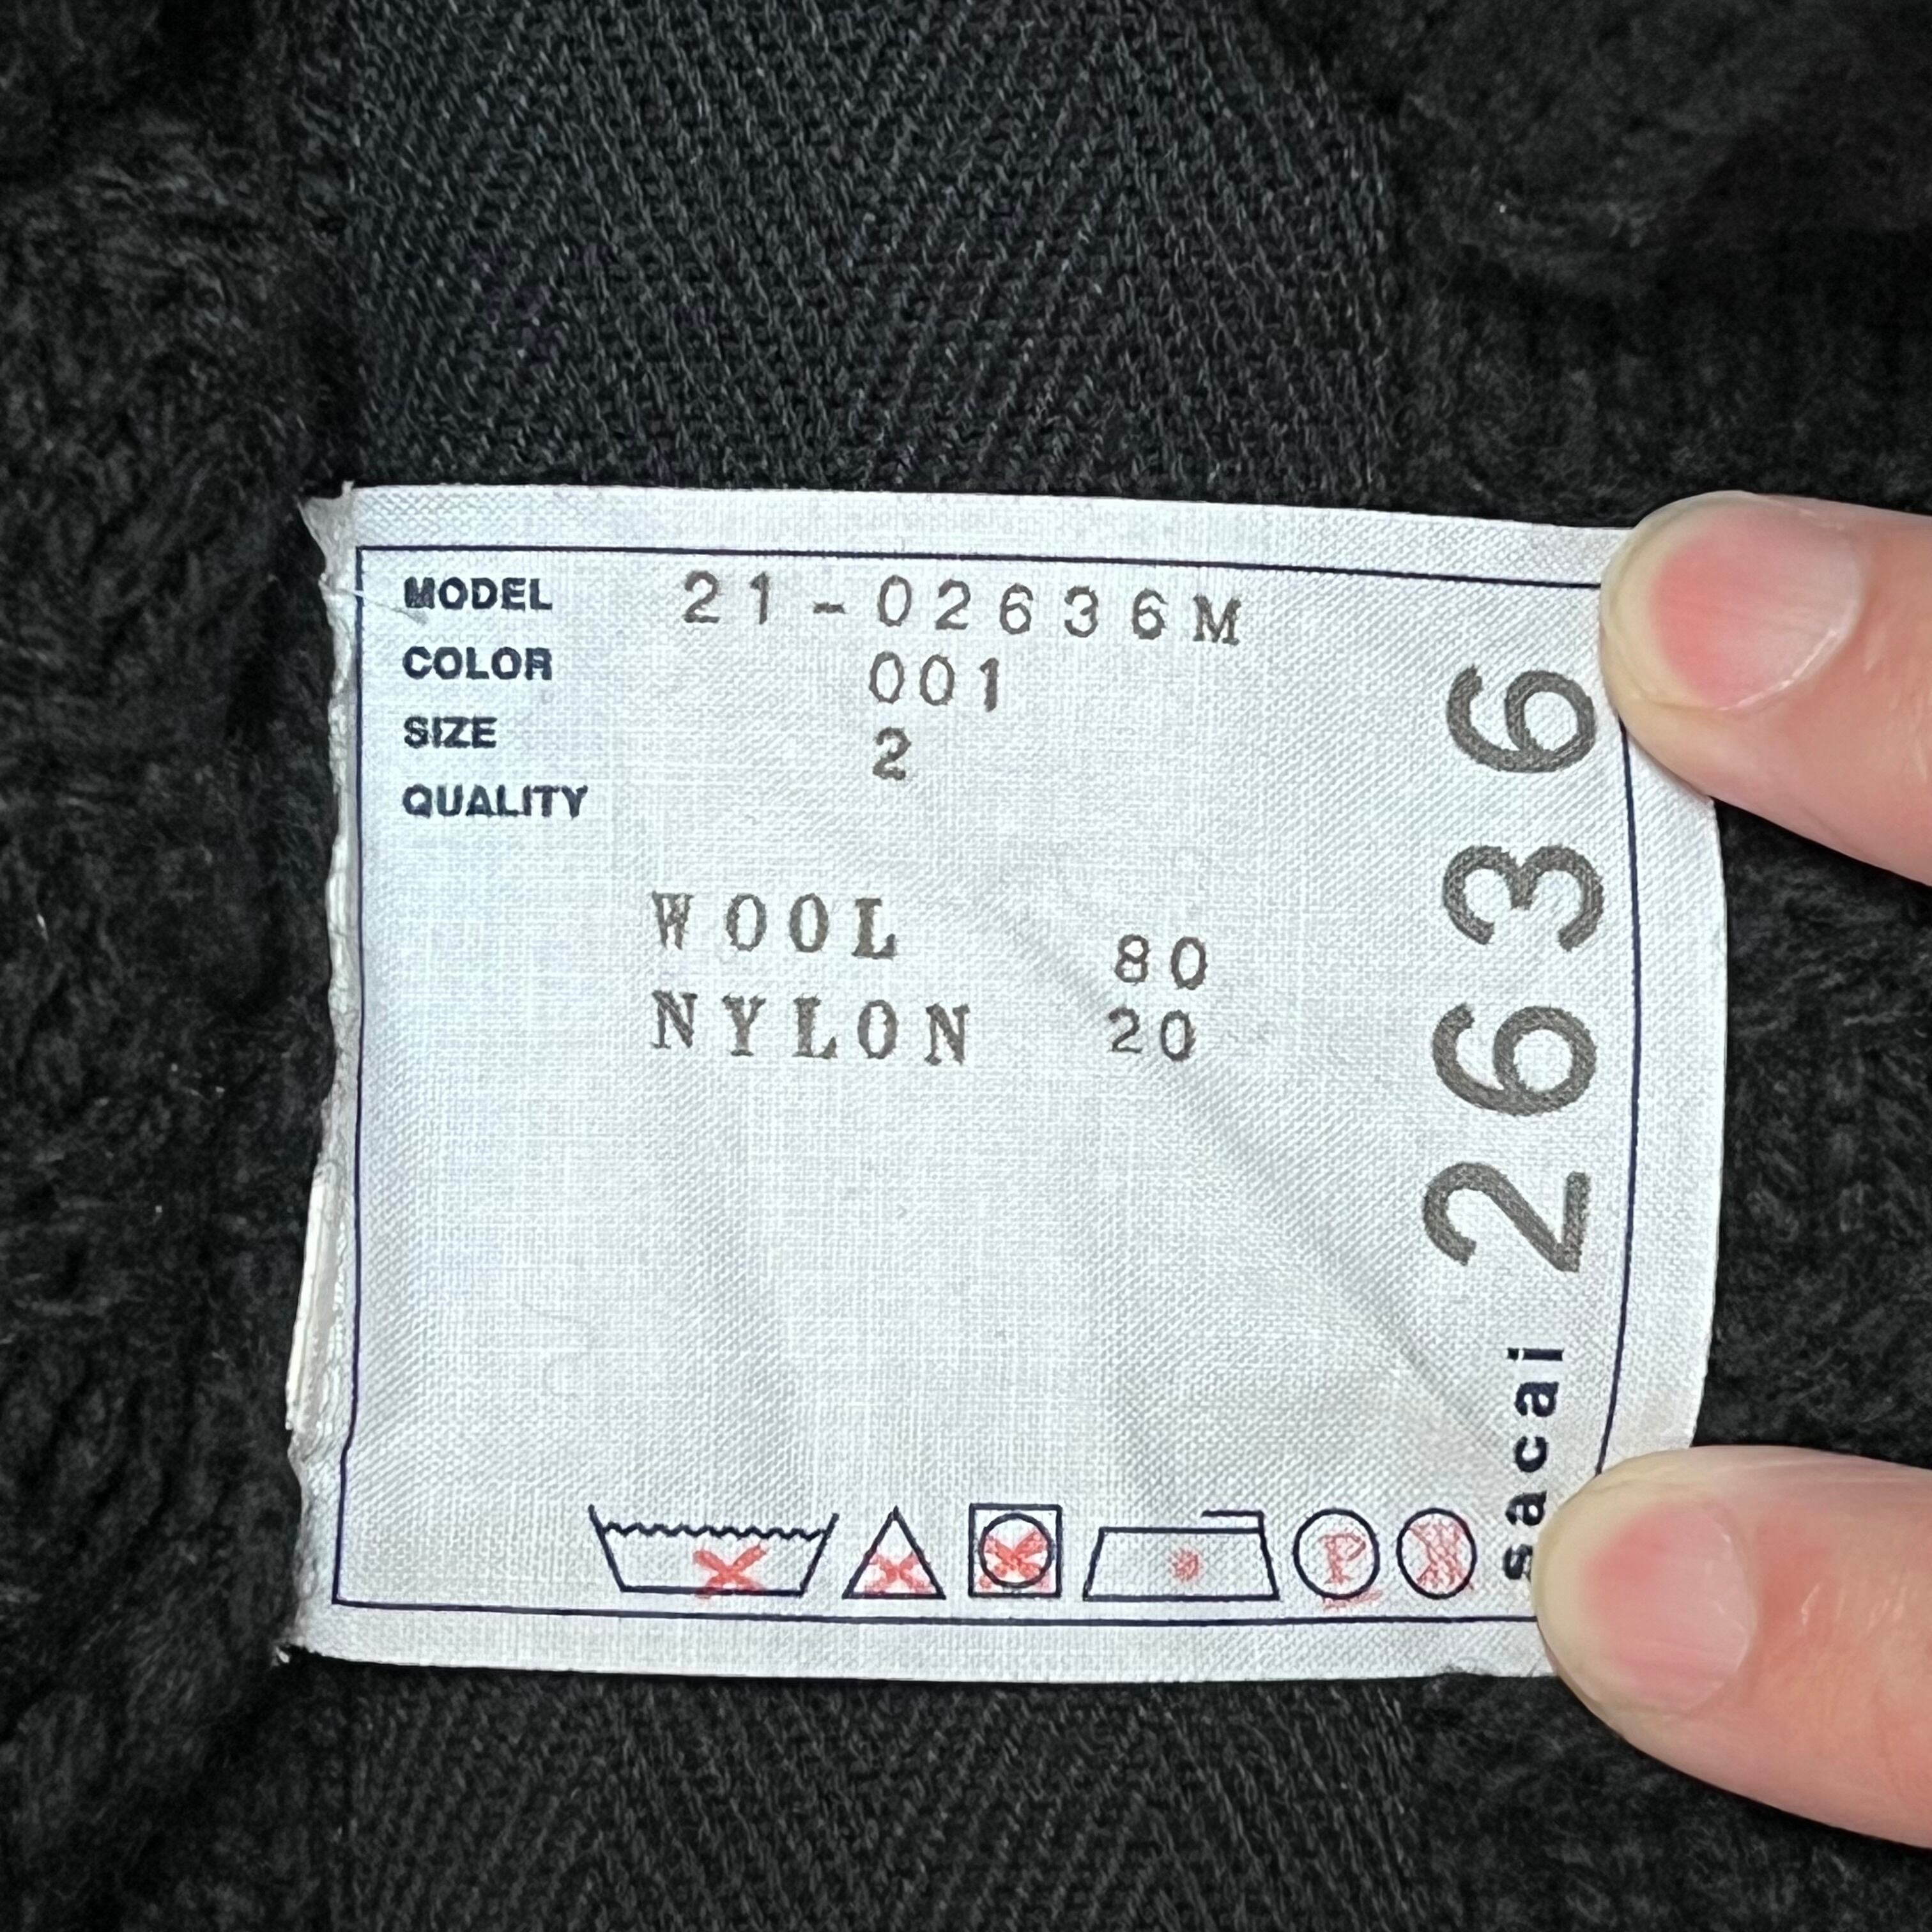 MODEL 21-02636M
COLOR 001
SIZE 2
QUALITY
WOOL 80
NYLON 20
P
sacai 2636